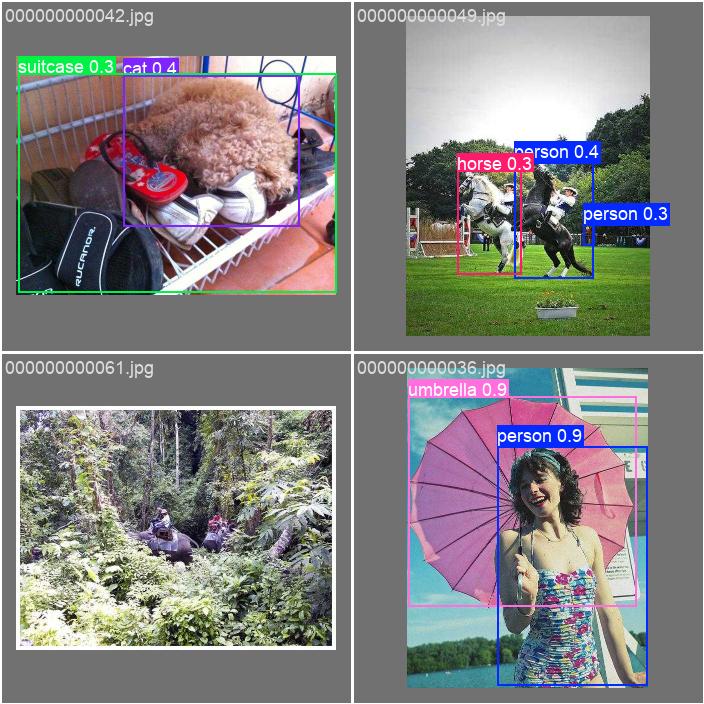 000000000042.jpg
suitcase 0.3
cat 0.4
RUCANOR.
000000000049.jpg
person 0.4
horse 0.3
person 0.3
000000000061.jpg
000000000036.jpg
umbrella 0.9
person 0.9